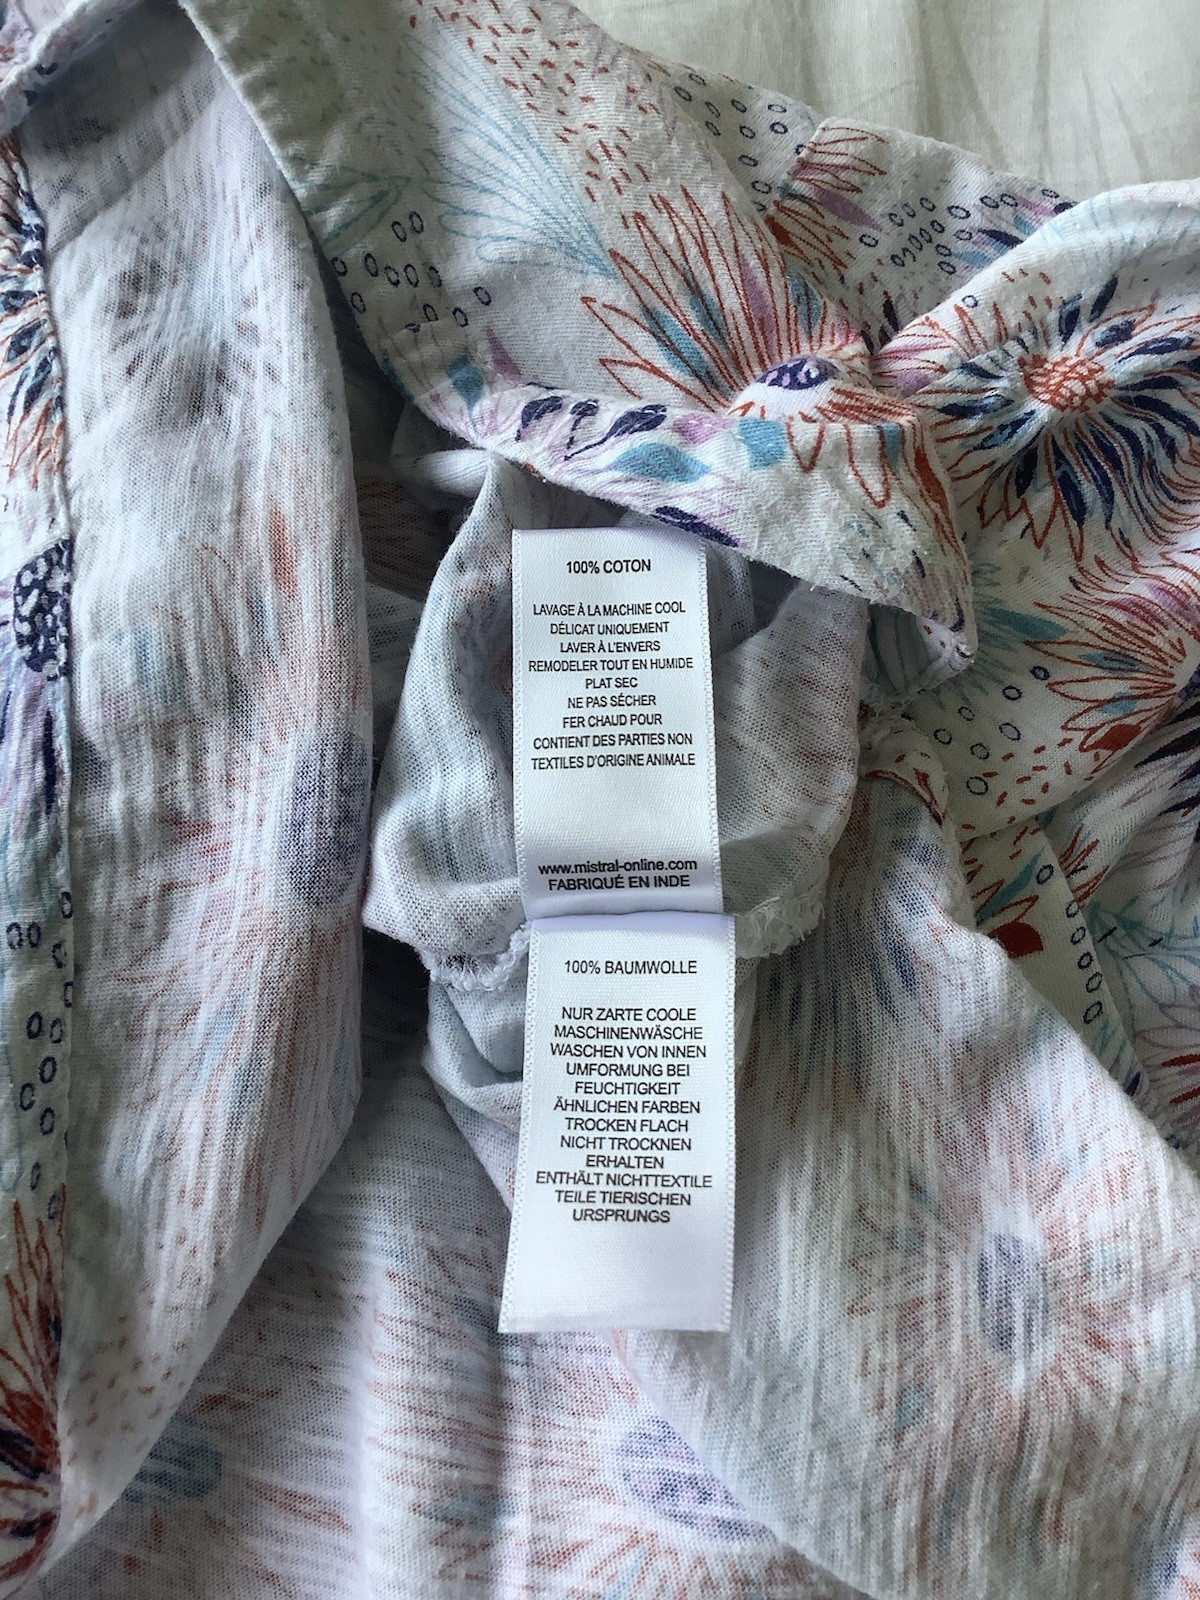 100% COTON
LAVAGE À LA MACHINE COOL
DÉLICAT UNIQUEMENT
LAVER À L'ENVERS
REMODELER TOUT EN HUMIDE
PLAT SEC
NE PAS SÉCHER
FER CHAUD POUR
CONTIENT DES PARTIES NON
TEXTILES D'ORIGINE ANIMALE
www.mistral-online.com
FABRIQUÉ EN INDE
100% BAUMWOLLE
NUR ZARTE COOLE
MASCHINENWÄSCHE
WASCHEN VON INNEN
UMFORMUNG BEI
FEUCHTIGKEIT
ÄHNLICHEN FARBEN
TROCKEN FLACH
NICHT TROCKNEN
ERHALTEN
ENTHÄLT NICHTTEXTILE
TEILE TIERISCHEN
URSPRUNGS